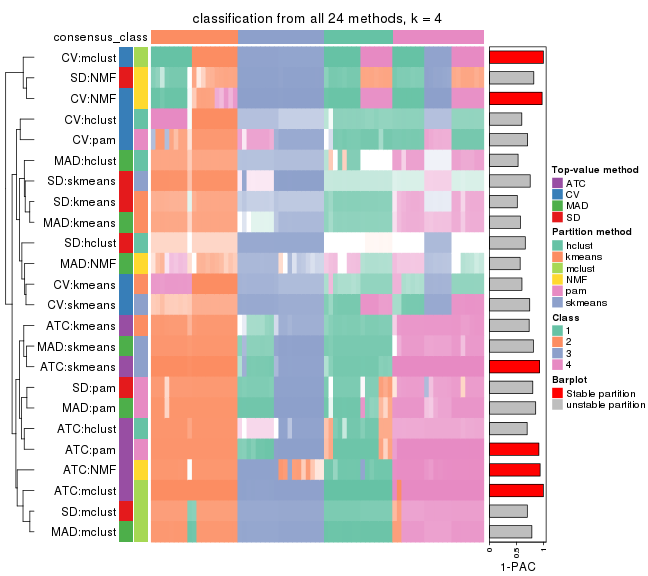 classification from all 24 methods, k = 4
consensus_class
CV:mclust
SD:NMF
CV:NMF
CV:hclust
CV:pam
MAD:hclust
SD:skmeans
SD:kmeans
MAD:kmeans
SD:hclust
MAD:NMF
CV:kmeans
CV:skmeans
ATC:kmeans
MAD:skmeans
ATC:skmeans
SD:pam
MAD:pam
ATC:hclust
ATC:pam
ATC:NMF
ATC:mclust
SD:mclust
MAD:mclust
0
0.5
1
1-PAC
Top-value method
ATC
CV
MAD
SD
Partition method
hclust
kmeans
mclust
NMF
pam
skmeans
Class
1
2
3
4
Barplot
Stable partition
unstable partition